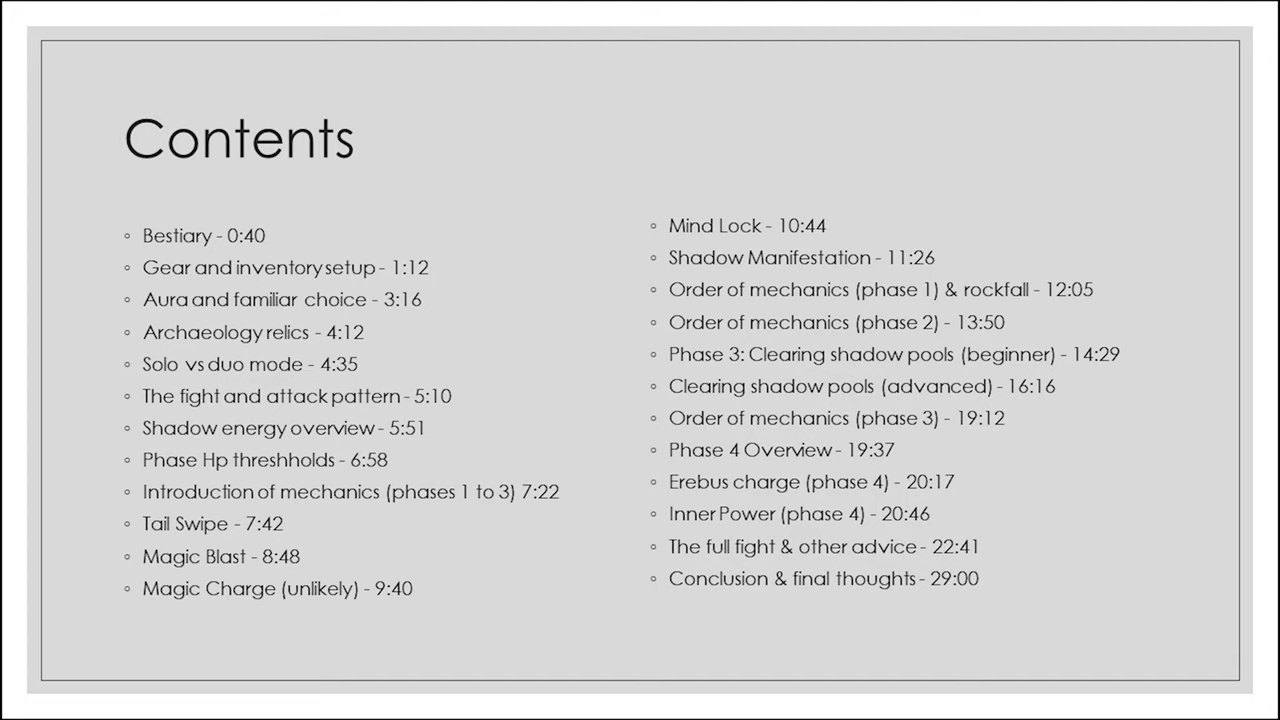 Contents
◦ Bestiary - 0:40
◦ Gear and inventory setup - 1:12
◦ Aura and familiar choice - 3:16
◦ Archaeology relics - 4:12
◦ Solo vs duo mode - 4:35
◦ The fight and attack pattern - 5:10
◦ Shadow energy overview - 5:51
◦ Phase Hp threshholds - 6:58
◦ Introduction of mechanics (phases 1 to 3) 7:22
◦ Tail Swipe - 7:42
◦ Magic Blast - 8:48
◦ Magic Charge (unlikely) - 9:40
◦ Mind Lock - 10:44
◦ Shadow Manifestation - 11:26
◦ Order of mechanics (phase 1) & rockfall - 12:05
◦ Order of mechanics (phase 2) - 13:50
◦ Phase 3: Clearing shadow pools (beginner) - 14:29
◦ Clearing shadow pools (advanced) - 16:16
◦ Order of mechanics (phase 3) - 19:12
◦ Phase 4 Overview - 19:37
◦ Erebus charge (phase 4) - 20:17
◦ Inner Power (phase 4) - 20:46
◦ The full fight & other advice - 22:41
◦ Conclusion & final thoughts - 29:00